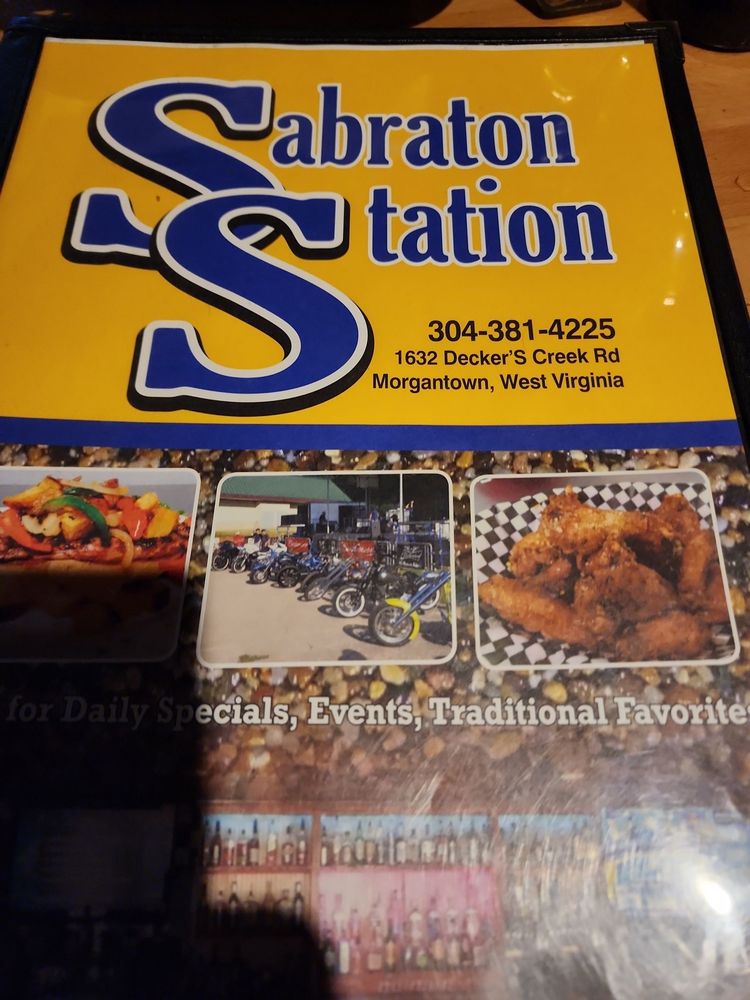 Sabraton
Station
304-381-4225
1632 Decker'S Creek Rd
Morgantown, West Virginia
for Daily Specials, Events, Traditional Favorites